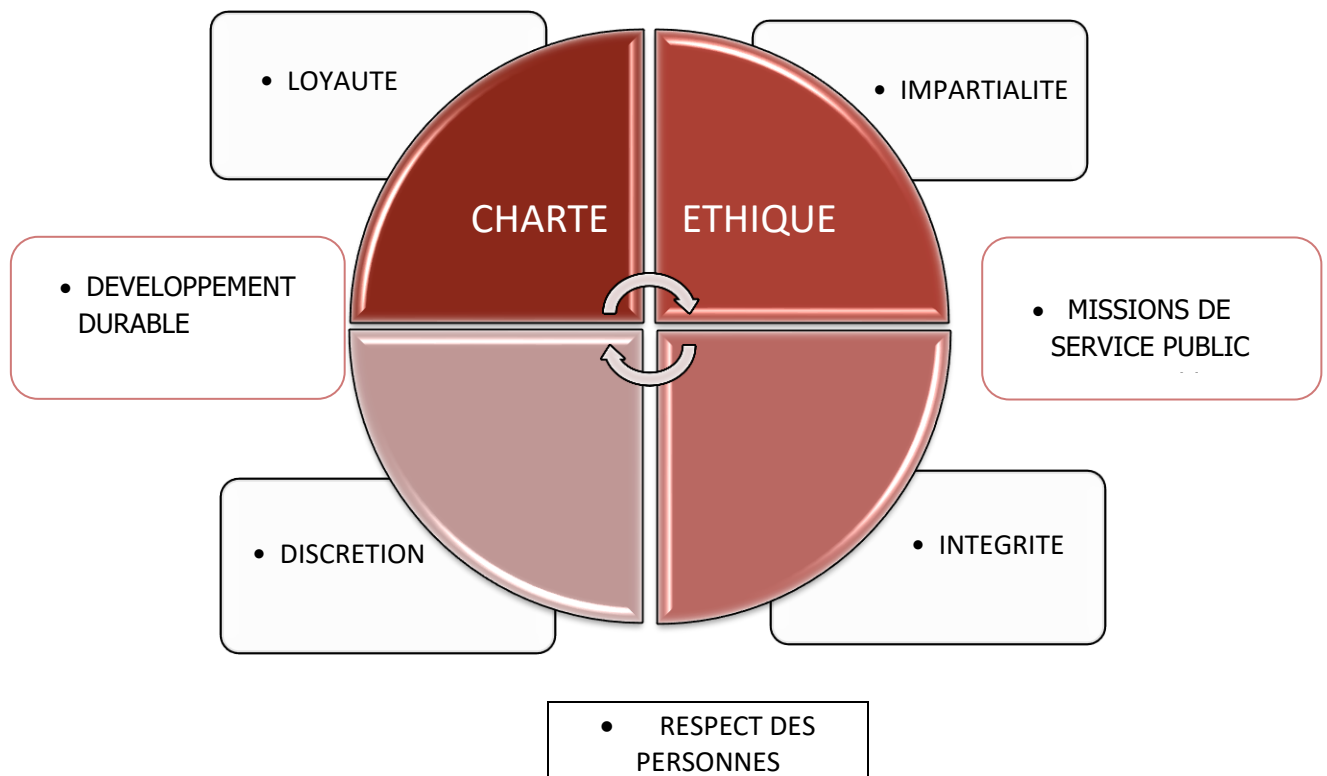 • LOYAUTE
• IMPARTIALITE
CHARTE ETHIQUE
• DEVELOPPEMENT
DURABLE
• MISSIONS DE
SERVICE PUBLIC
• DISCRETION
• INTEGRITE
• RESPECT DES
PERSONNES